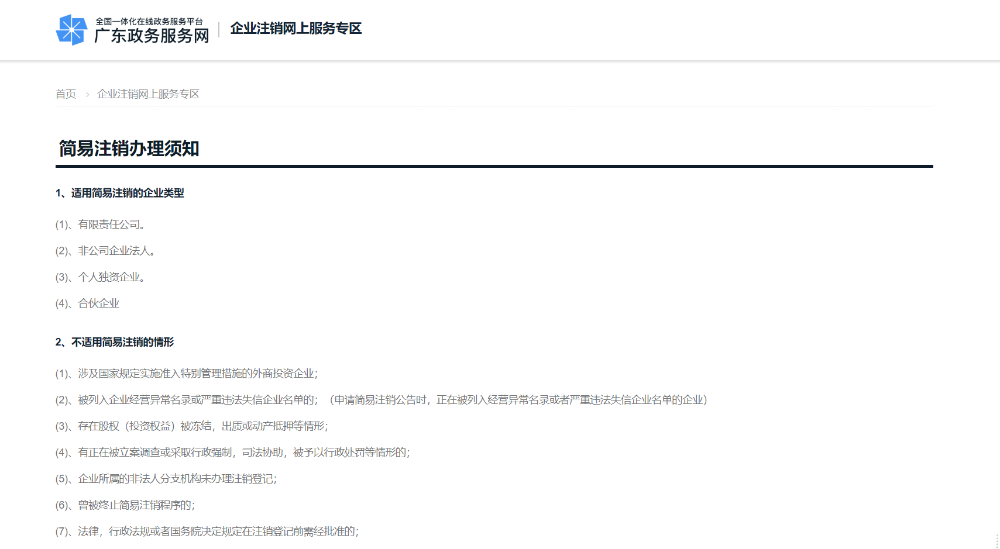 全国一体化在线政务服务平台
广东政务服务网
企业注销网上服务专区
首页 > 企业注销网上服务专区
简易注销办理须知
1、适用简易注销的企业类型
(1)、有限责任公司。
(2)、非公司企业法人。
(3)、个人独资企业。
(4)、合伙企业
2、不适用简易注销的情形
(1)、涉及国家规定实施准入特别管理措施的外商投资企业；
(2)、被列入企业经营异常名录或严重违法失信企业名单的；（申请简易注销公告时，正在被列入经营异常名录或者严重违法失信企业名单的企业）
(3)、存在股权（投资权益）被冻结，出质或动产抵押等情形；
(4)、有正在被立案调查或采取行政强制，司法协助，被予以行政处罚等情形的；
(5)、企业所属的非法人分支机构未办理注销登记；
(6)、曾被终止简易注销程序的；
(7)、法律，行政法规或者国务院决定规定在注销登记前需经批准的；